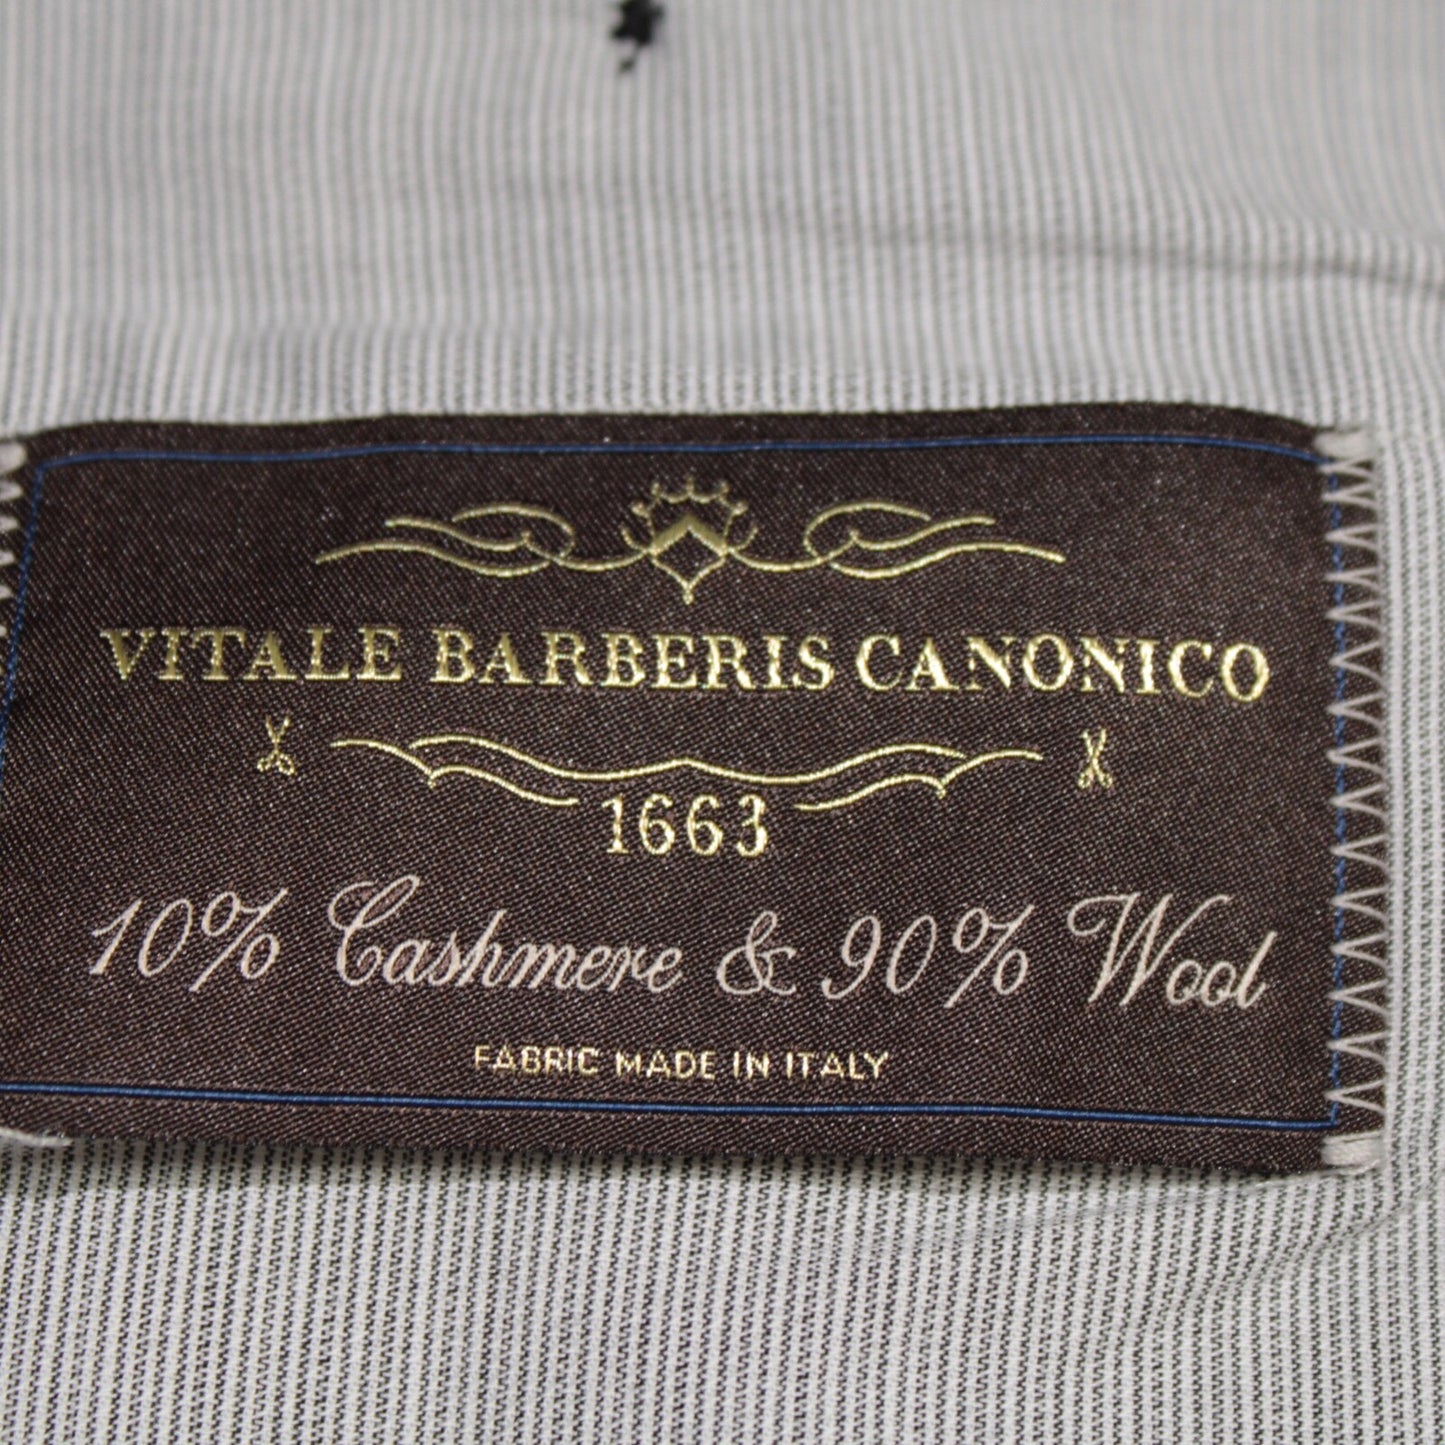 VITALE BARBERIS CANONICO
1663
10% Cashmere & 90% Wool
FABRIC MADE IN ITALY